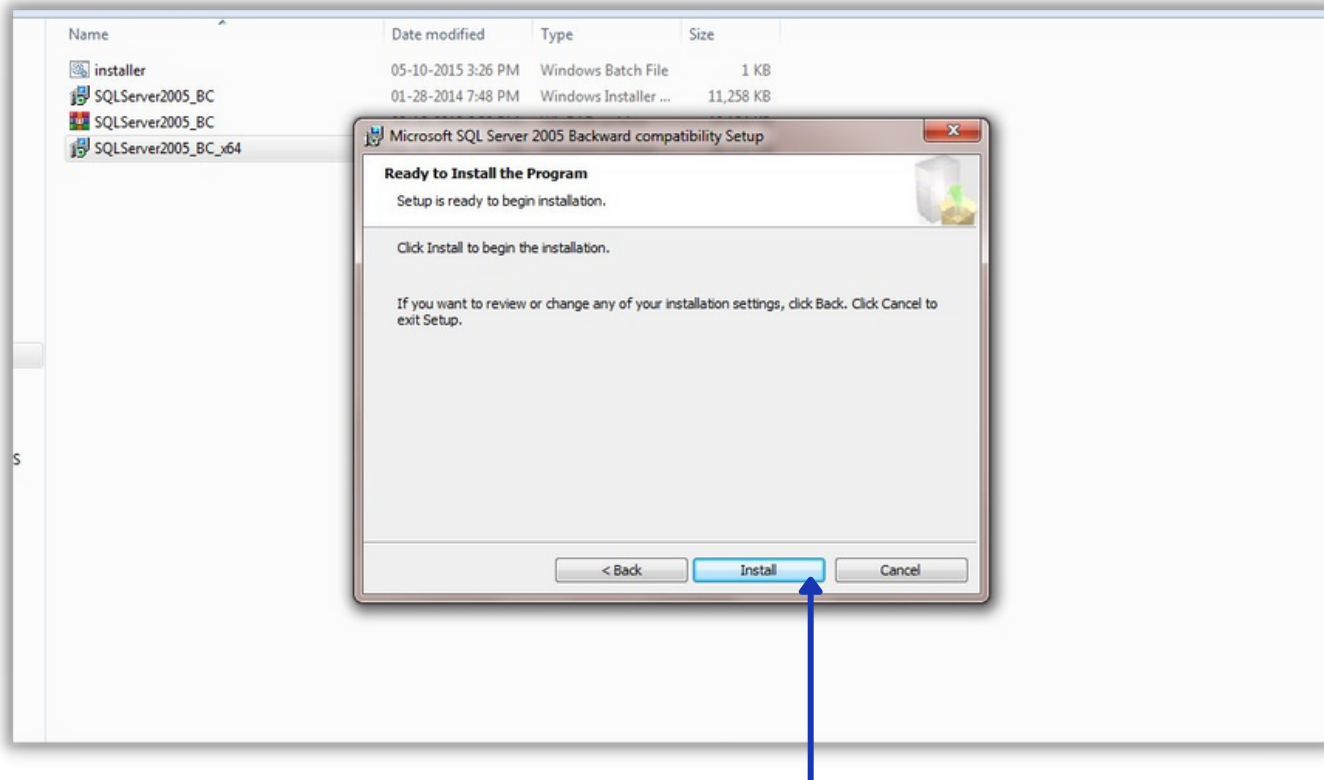 Name Date modified Type Size
installer 05-10-2015 3:26 PM Windows Batch File 1 KB
SQLServer2005_BC 01-28-2014 7:48 PM Windows Installer ... 11,258 KB
SQLServer2005_BC
SQLServer2005_BC_x64
Microsoft SQL Server 2005 Backward compatibility Setup
Ready to Install the Program
Setup is ready to begin installation.
Click Install to begin the installation.
If you want to review or change any of your installation settings, click Back. Click Cancel to
exit Setup.
S
< Back Install Cancel